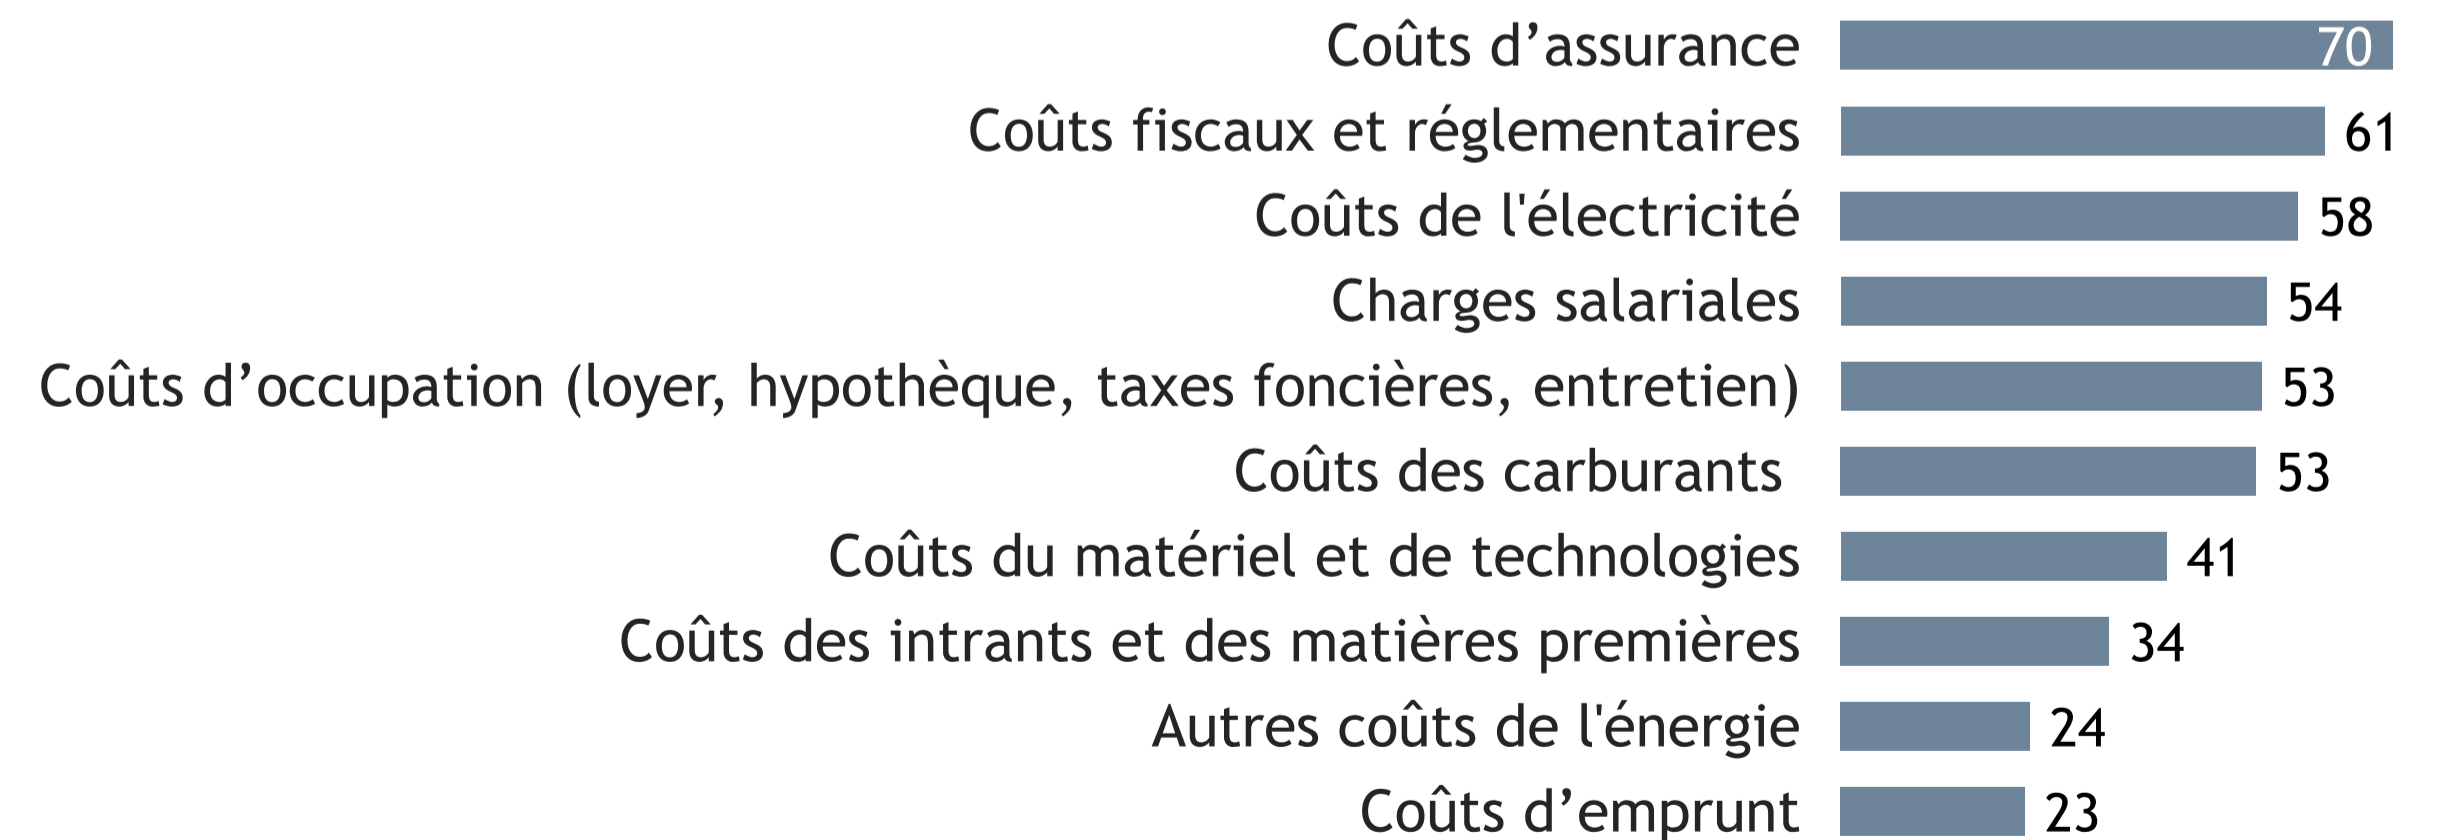 Coûts d’assurance 70
Coûts fiscaux et réglementaires 61
Coûts de l'électricité 58
Charges salariales 54
Coûts d’occupation (loyer, hypothèque, taxes foncières, entretien) 53
Coûts des carburants 53
Coûts du matériel et de technologies 41
Coûts des intrants et des matières premières 34
Autres coûts de l'énergie 24
Coûts d’emprunt 23